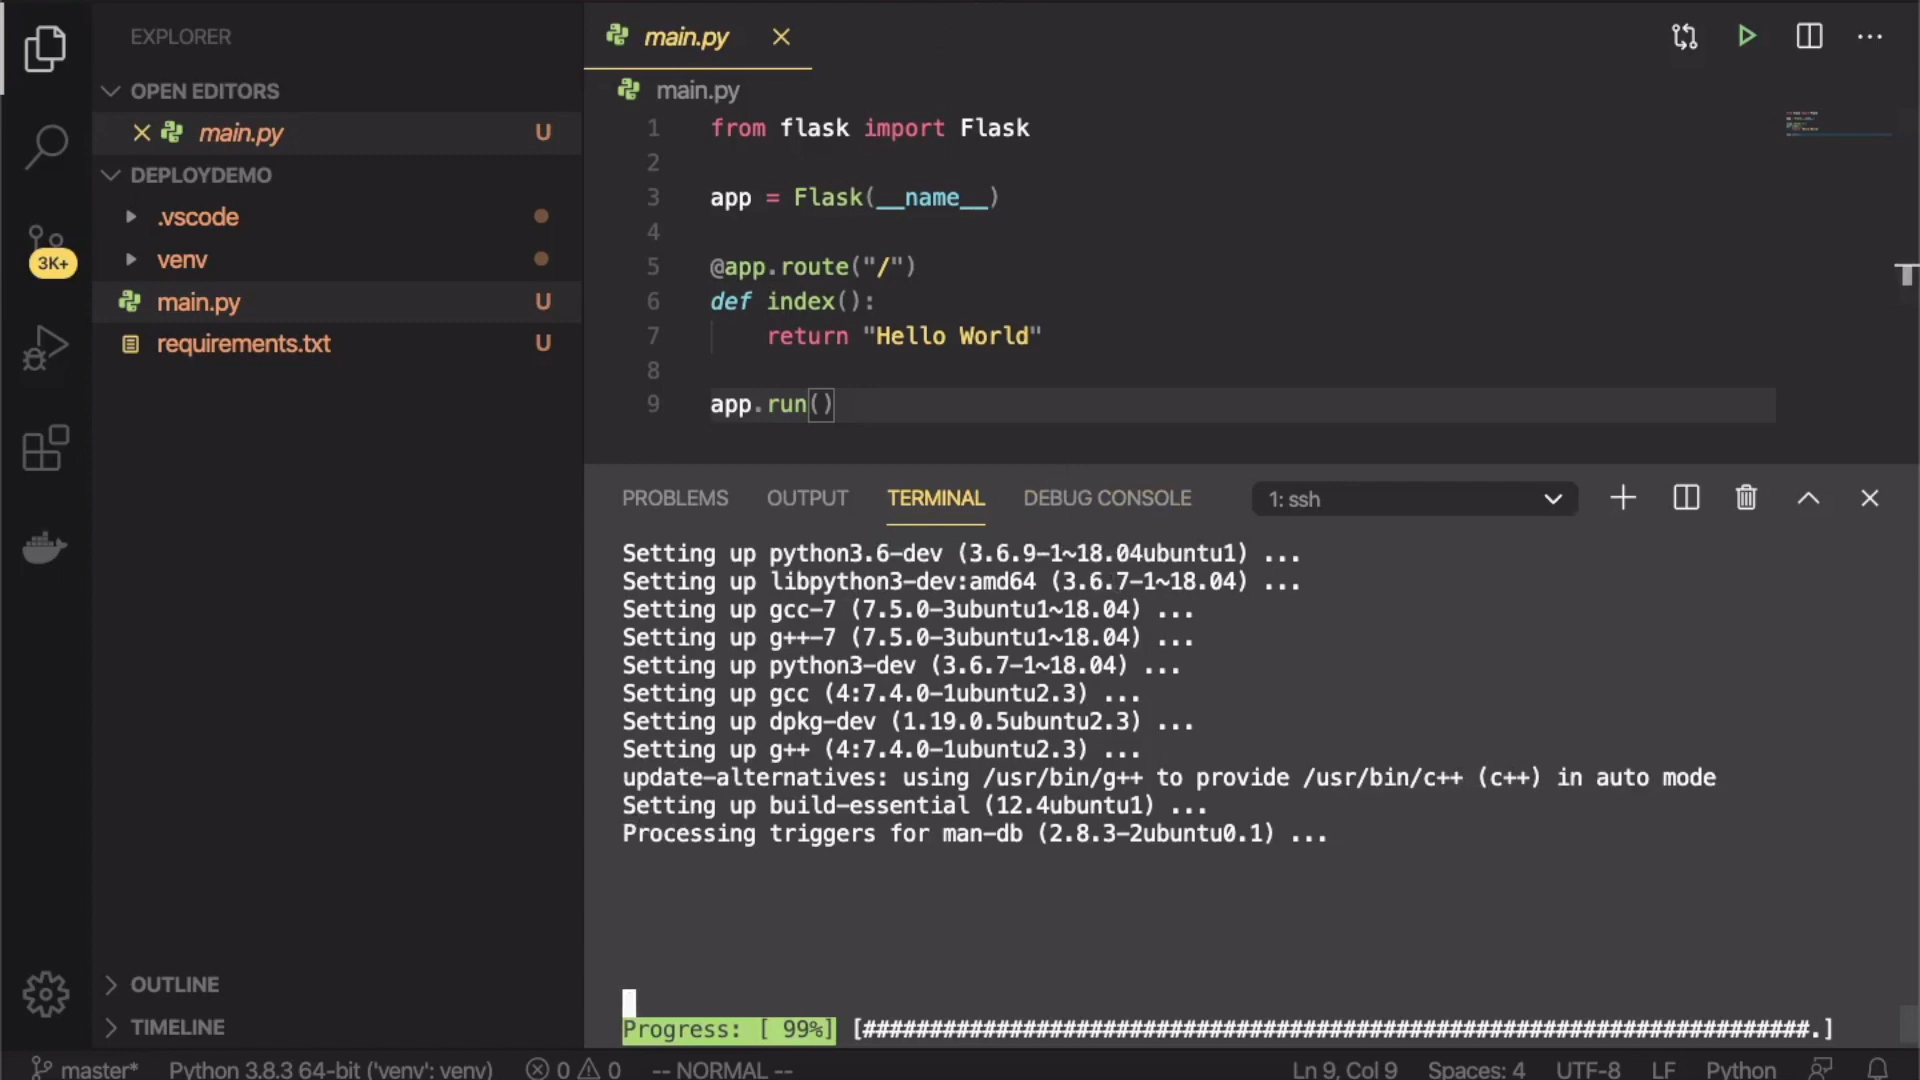 EXPLORER
OPEN EDITORS
main.py U
DEPLOYDEMO
.vscode
venv
main.py U
requirements.txt U
3K+
OUTLINE
TIMELINE
main.py
main.py
1 from flask import Flask
2
3 app = Flask(__name__)
4
5 @app.route("/")
6 def index():
7 return "Hello World"
8
9 app.run()
PROBLEMS OUTPUT TERMINAL DEBUG CONSOLE 1: ssh
Setting up python3.6-dev (3.6.9-1~18.04ubuntu1) ...
Setting up libpython3-dev:amd64 (3.6.7-1~18.04) ...
Setting up gcc-7 (7.5.0-3ubuntu1~18.04) ...
Setting up g++-7 (7.5.0-3ubuntu1~18.04) ...
Setting up python3-dev (3.6.7-1~18.04) ...
Setting up gcc (4:7.4.0-1ubuntu2.3) ...
Setting up dpkg-dev (1.19.0.5ubuntu2.3) ...
Setting up g++ (4:7.4.0-1ubuntu2.3) ...
update-alternatives: using /usr/bin/g++ to provide /usr/bin/c++ (c++) in auto mode
Setting up build-essential (12.4ubuntu1) ...
Processing triggers for man-db (2.8.3-2ubuntu0.1) ...
Progress: [ 99%] [#######################################################################.]
master* Python 3.8.3 64-bit ('venv': venv) 0 0 -- NORMAL -- Ln 9, Col 9 Spaces: 4 UTF-8 LF Python